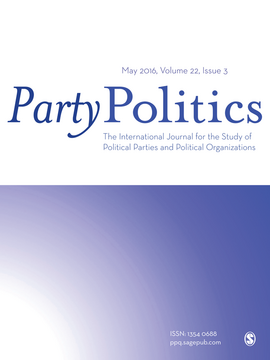 May 2016, Volume 22, Issue 3
Party Politics
The International Journal for the Study of
Political Parties and Political Organizations
ISSN: 1354 0688
ppq.sagepub.com